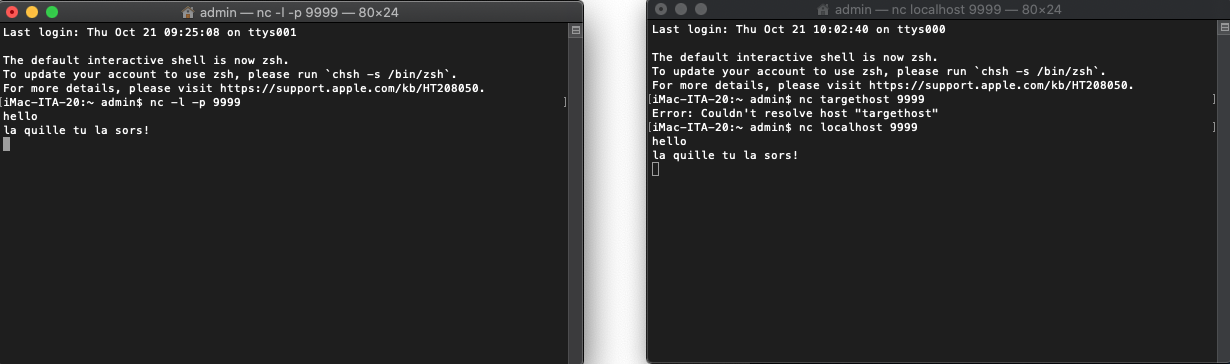 admin — nc -l -p 9999 — 80×24
Last login: Thu Oct 21 09:25:08 on ttys001
The default interactive shell is now zsh.
To update your account to use zsh, please run `chsh -s /bin/zsh`.
For more details, please visit https://support.apple.com/kb/HT208050.
[iMac-ITA-20:~ admin$ nc -l -p 9999 ]
hello
la quille tu la sors!
admin — nc localhost 9999 — 80×24
Last login: Thu Oct 21 10:02:40 on ttys000
The default interactive shell is now zsh.
To update your account to use zsh, please run `chsh -s /bin/zsh`.
For more details, please visit https://support.apple.com/kb/HT208050.
[iMac-ITA-20:~ admin$ nc targethost 9999 ]
Error: Couldn't resolve host "targethost"
[iMac-ITA-20:~ admin$ nc localhost 9999 ]
hello
la quille tu la sors!